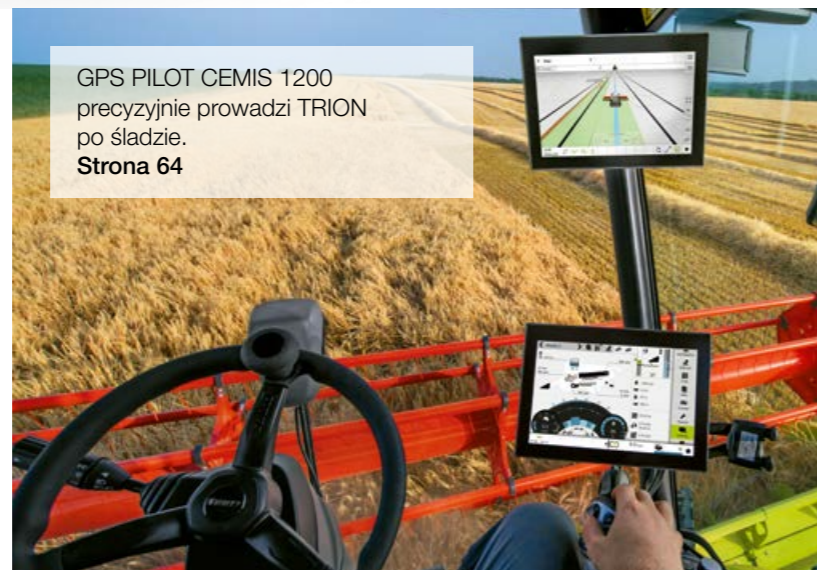 GPS PILOT CEMIS 1200
precyzyjnie prowadzi TRION
po śladzie.
Strona 64